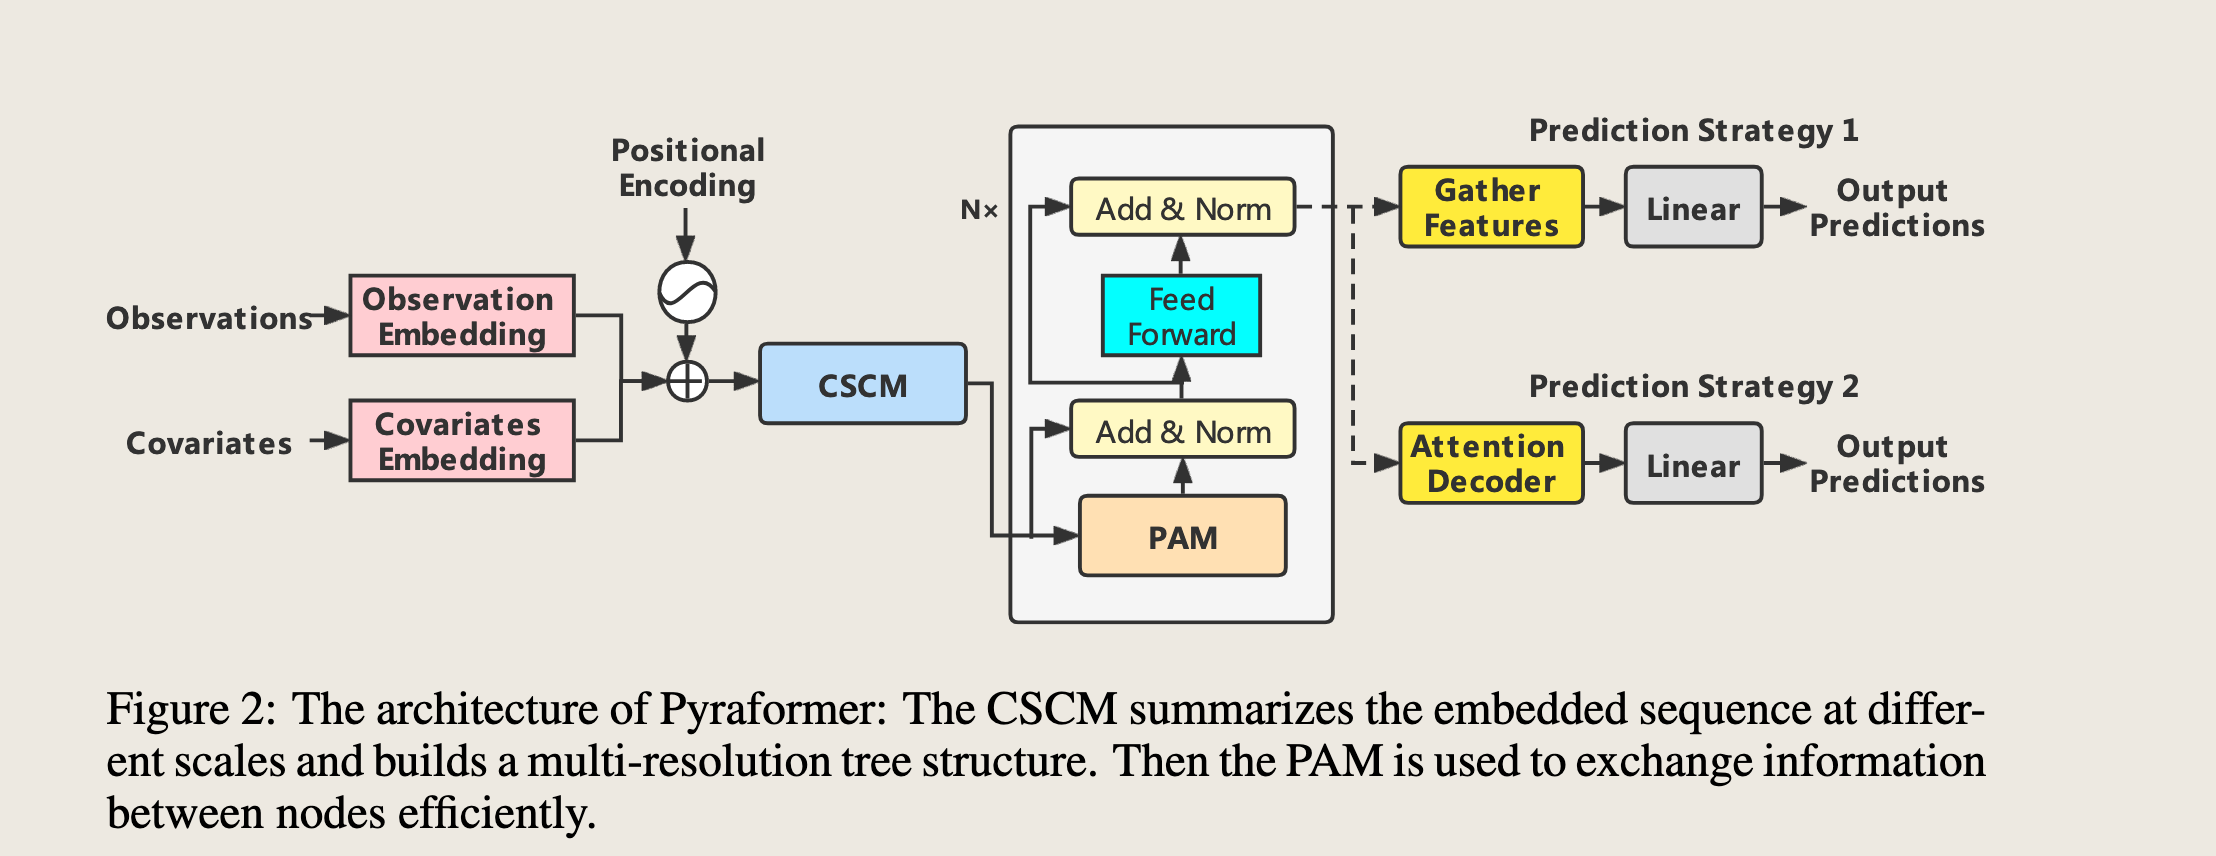 Positional
Encoding
Observations
Observation
Embedding
Covariates
Covariates
Embedding
CSCM
N×
Add & Norm
Feed
Forward
Add & Norm
PAM
Prediction Strategy 1
Gather
Features
Linear
Output
Predictions
Prediction Strategy 2
Attention
Decoder
Linear
Output
Predictions
Figure 2: The architecture of Pyraformer: The CSCM summarizes the embedded sequence at differ-
ent scales and builds a multi-resolution tree structure. Then the PAM is used to exchange information
between nodes efficiently.